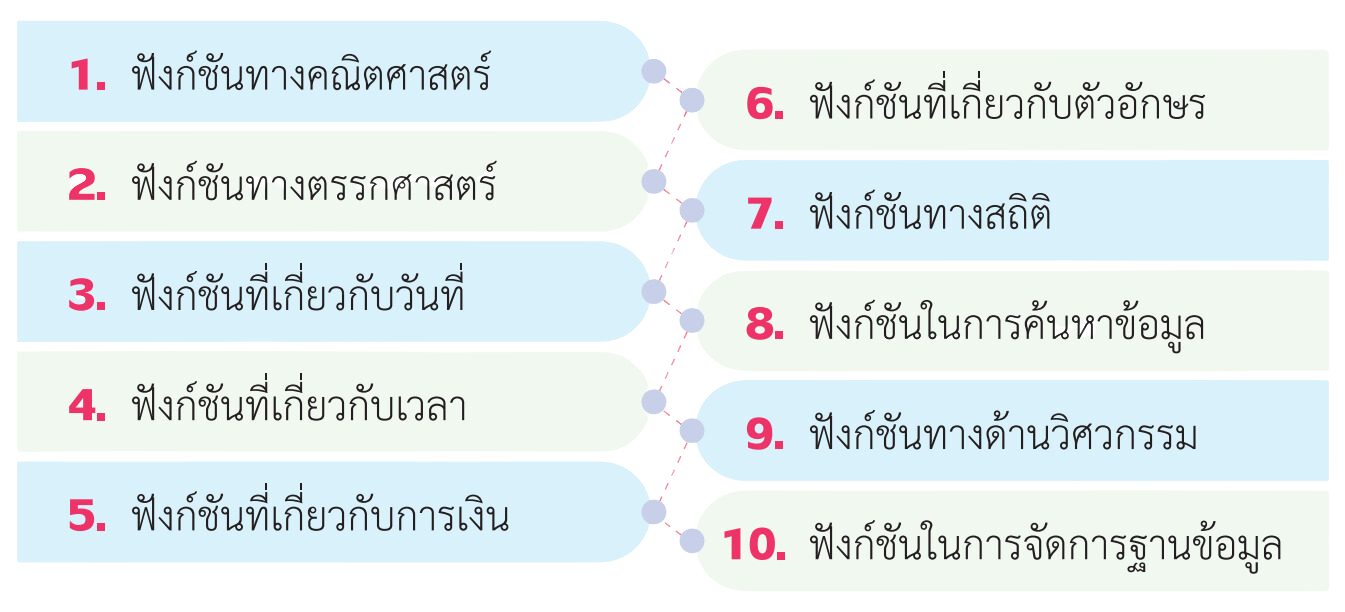 1. ฟังก์ชันทางคณิตศาสตร์
2. ฟังก์ชันทางตรรกศาสตร์
3. ฟังก์ชันที่เกี่ยวกับวันที่
4. ฟังก์ชันที่เกี่ยวกับเวลา
5. ฟังก์ชันที่เกี่ยวกับการเงิน
6. ฟังก์ชันที่เกี่ยวกับตัวอักษร
7. ฟังก์ชันทางสถิติ
8. ฟังก์ชันในการค้นหาข้อมูล
9. ฟังก์ชันทางด้านวิศวกรรม
10. ฟังก์ชันในการจัดการฐานข้อมูล